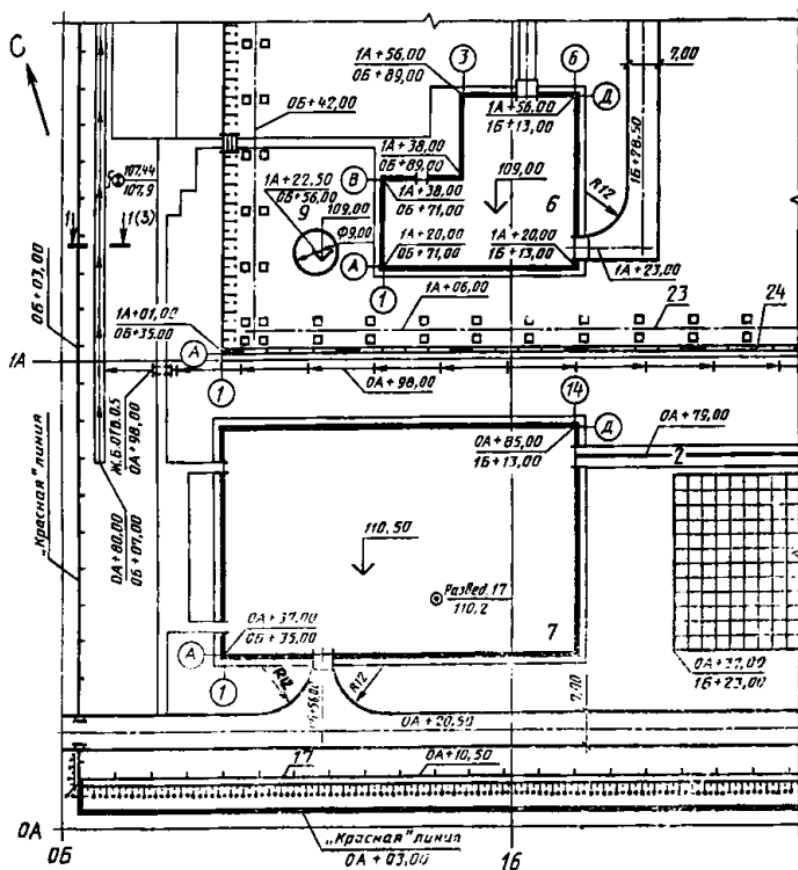 С
3
6
7,00
1А+56,00
0Б+89,00
0Б+42,00
1А+56,00
1Б+13,00
Д
1Б+28,50
1А+38,00
0Б+89,00
107,44
107,9
В
1А+22,50
0Б+56,00
9
109,00
Ф9,00
1А+38,00
0Б+71,00
109,00
6
R12
1
1(3)
1А+20,00
0Б+71,00
1А+20,00
1Б+13,00
А
1
1А+23,00
0Б+03,00
1А+01,00
0Б+35,00
1А+06,00
23
24
1А
А
1
0А+98,00
14
Ж.Б.ОТВ.0.5
0А+98,00
Д
0А+85,00
1Б+13,00
0А+79,00
2
„Красная" линия
0А+80,00
0Б+07,00
110,50
Развед. 17
110,2
0А+37,00
0Б+35,00
7
А
1
R12
R12
0Б+56,00
7,00
0А+37,00
1Б+23,00
0А+20,50
17
0А+10,50
0А
„Красная" линия
0А + 03,00
0Б
1Б